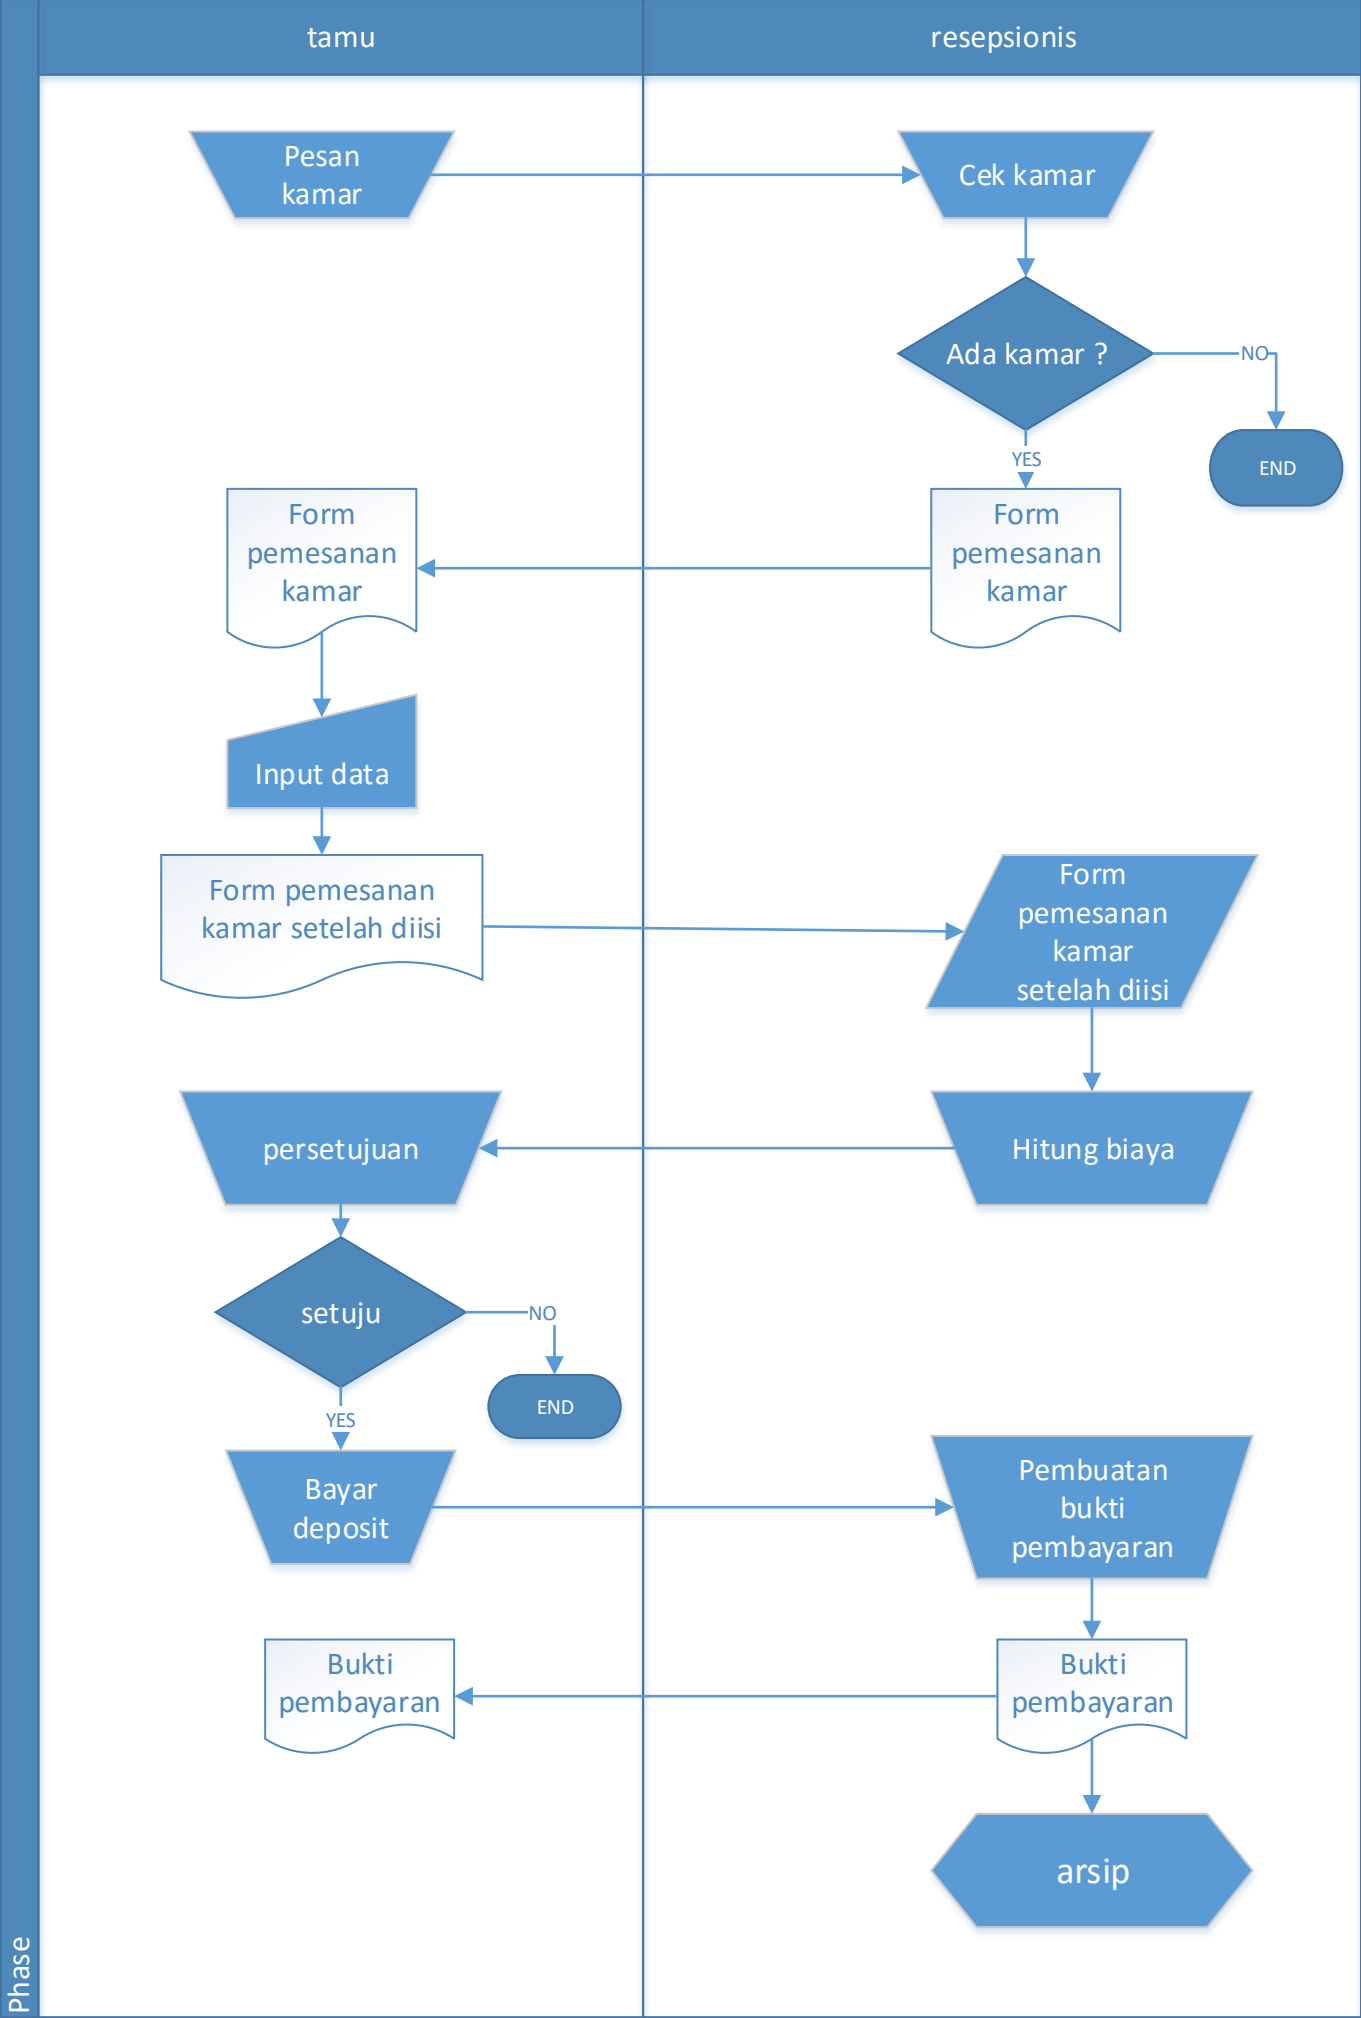 tamu
resepsionis
Pesan
kamar
Cek kamar
Ada kamar ?
NO
END
YES
Form
pemesanan
kamar
Form
pemesanan
kamar
Input data
Form pemesanan
kamar setelah diisi
Form
pemesanan
kamar
setelah diisi
Hitung biaya
persetujuan
setuju
NO
END
YES
Bayar
deposit
Pembuatan
bukti
pembayaran
Bukti
pembayaran
Bukti
pembayaran
arsip
Phase